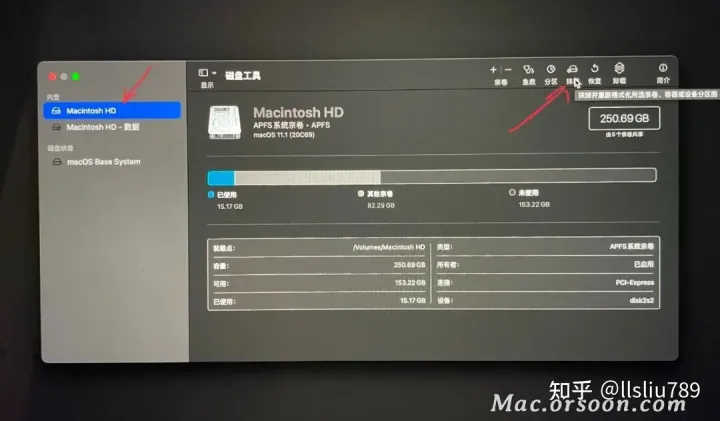 显示
磁盘工具
宗卷
急救
分区
抹掉
恢复
卸载
简介
抹掉并重新格式化所选宗卷、容器或设备分区图
内置
Macintosh HD
Macintosh HD - 数据
磁盘映像
macOS Base System
Macintosh HD
APFS系统宗卷 • APFS
macOS 11.1 (20C69)
250.69 GB
由5个宗卷共享
已使用
15.17 GB
其他宗卷
82.29 GB
未使用
153.22 GB
装载点： /Volumes/Macintosh HD
类型： APFS系统宗卷
容量： 250.69 GB
所有者： 已启用
可用： 153.22 GB
连接： PCI-Express
已使用： 15.17 GB
设备： disk2s2
知乎 @llsliu789
Mac.orsoon.com